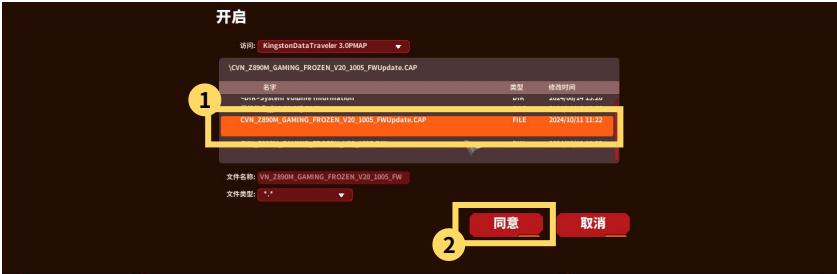 开启
访问: KingstonDataTraveler 3.0PMAP
\CVN_Z890M_GAMING_FROZEN_V20_1005_FWUpdate.CAP
名字 类型 修改时间
1
CVN_Z890M_GAMING_FROZEN_V20_1005_FWUpdate.CAP FILE 2024/10/11 11:22
文件名称: VN_Z890M_GAMING_FROZEN_V20_1005_FW
文件类型: *.*
同意 取消
2